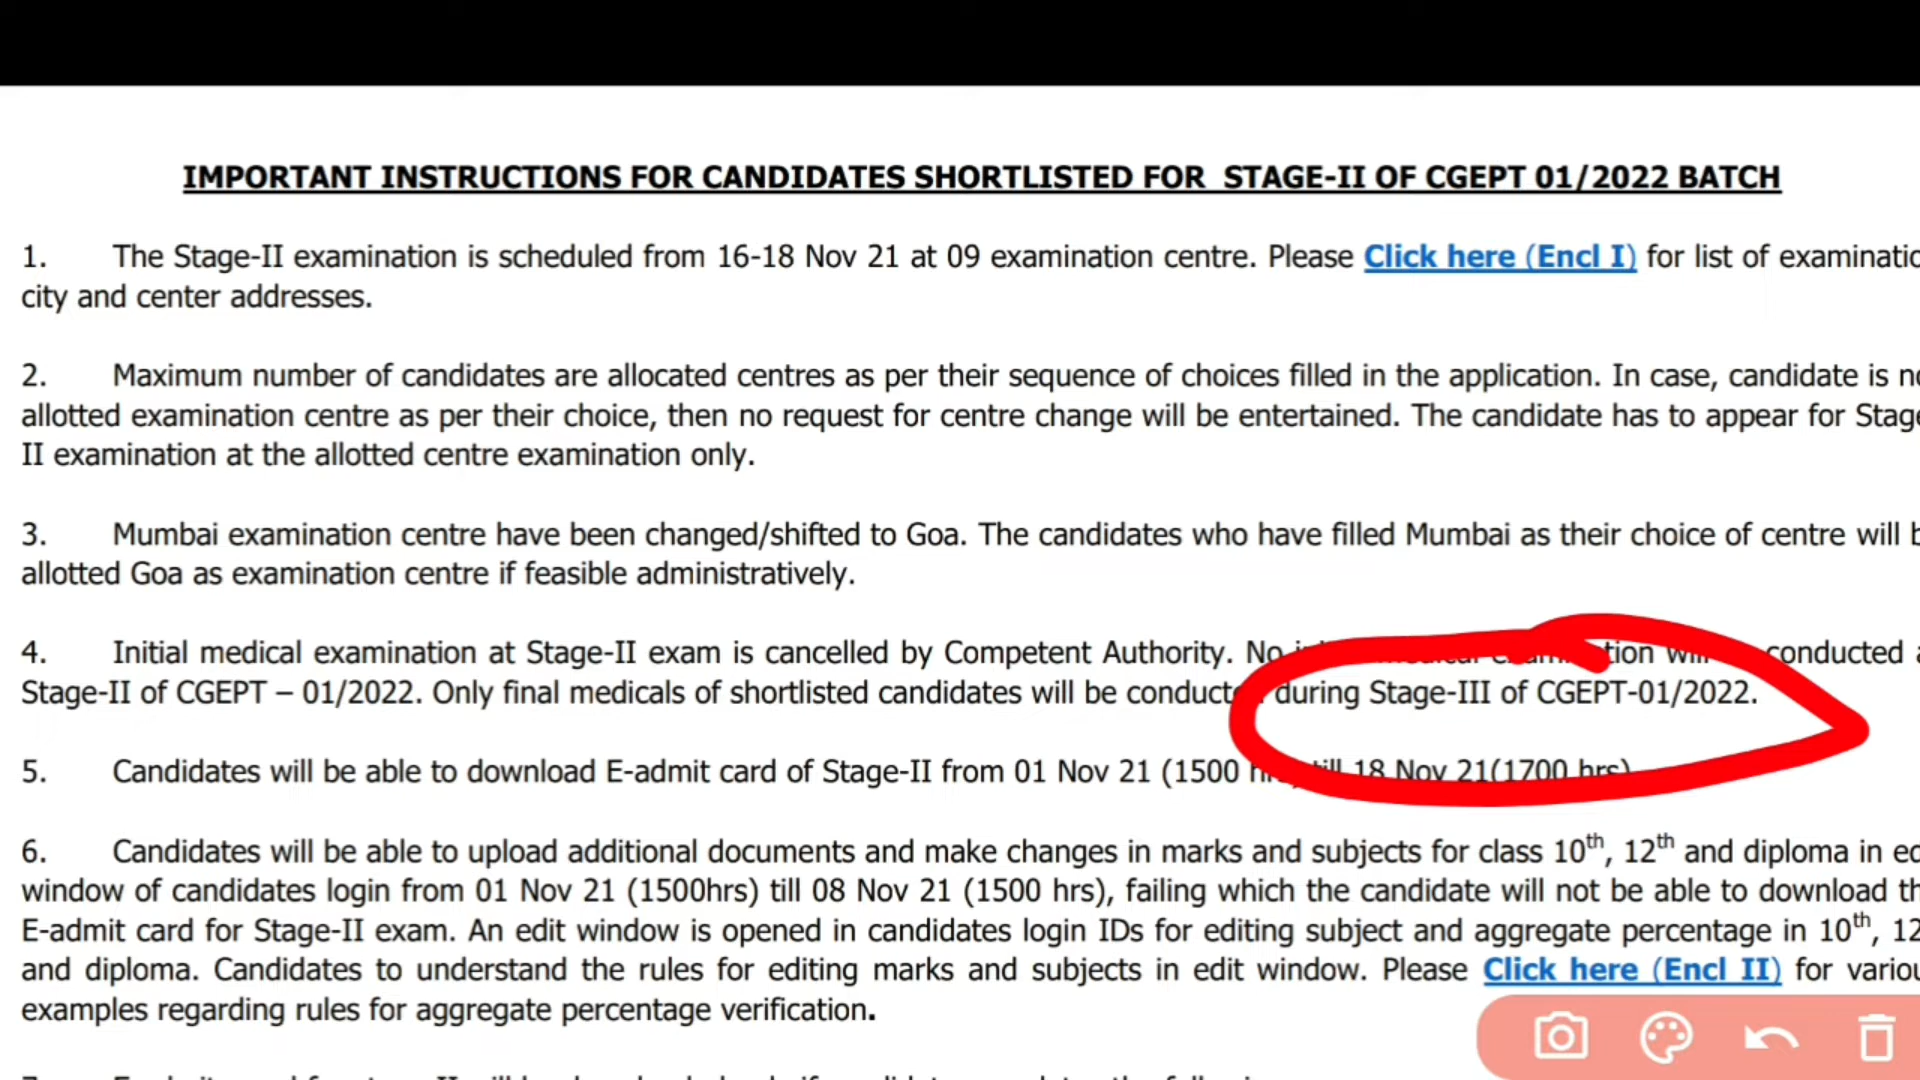 IMPORTANT INSTRUCTIONS FOR CANDIDATES SHORTLISTED FOR STAGE-II OF CGEPT 01/2022 BATCH
1. The Stage-II examination is scheduled from 16-18 Nov 21 at 09 examination centre. Please Click here (Encl I) for list of
city and center addresses.
2. Maximum number of candidates are allocated centres as per their sequence of choices filled in the application. In case, candidate is
allotted examination centre as per their choice, then no request for centre change will be entertained. The candidate has to appear for
II examination at the allotted centre examination only.
3. Mumbai examination centre have been changed/shifted to Goa. The candidates who have filled Mumbai as their choice of centre will
allotted Goa as examination centre if feasible administratively.
4. Initial medical examination at Stage-II exam is cancelled by Competent Authority. No conducted
Stage-II of CGEPT – 01/2022. Only final medicals of shortlisted candidates will be during Stage-III of CGEPT-01/2022.
5. Candidates will be able to download E-admit card of Stage-II from 01 Nov 21 (1500 till 18 Nov 21(1700 hrs)
6. Candidates will be able to upload additional documents and make changes in marks and subjects for class 10th, 12th and diploma in
window of candidates login from 01 Nov 21 (1500hrs) till 08 Nov 21 (1500 hrs), failing which the candidate will not be able to download
E-admit card for Stage-II exam. An edit window is opened in candidates login IDs for editing subject and aggregate percentage in 10th,
and diploma. Candidates to understand the rules for editing marks and subjects in edit window. Please Click here (Encl II) for
examples regarding rules for aggregate percentage verification.